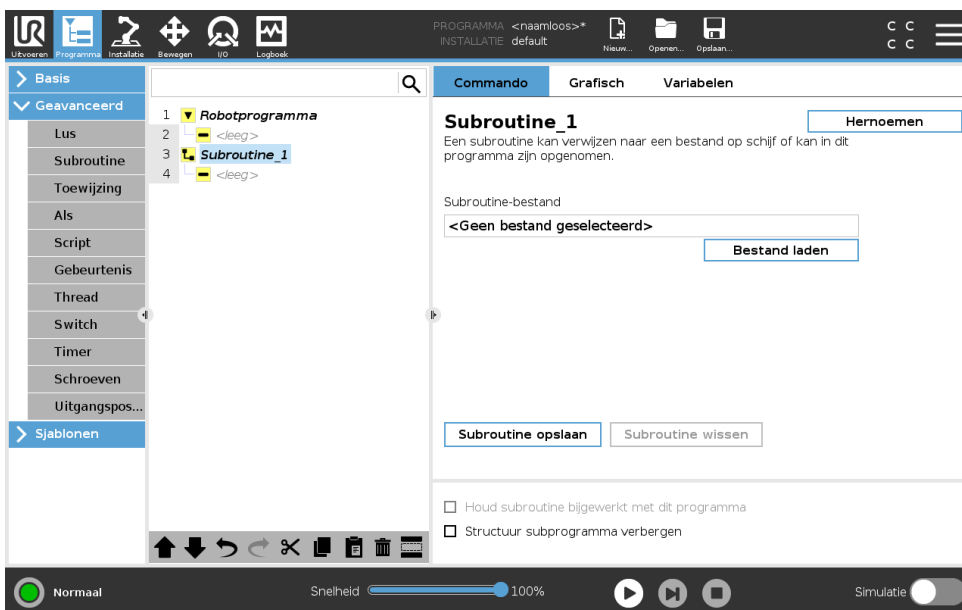 PROGRAMMA <naamloos>*
INSTALLATIE default
Uitvoeren Programma Installatie Bewegen I/O Logboek Nieuw... Openen... Opslaan...
C C
C C
Basis
Geavanceerd
Lus
Subroutine
Toewijzing
Als
Script
Gebeurtenis
Thread
Switch
Timer
Schroeven
Uitgangspos...
Sjablonen
1 Robotprogramma
2 <leeg>
3 Subroutine_1
4 <leeg>
Commando Grafisch Variabelen
Subroutine_1
Hernoemen
Een subroutine kan verwijzen naar een bestand op schijf of kan in dit
programma zijn opgenomen.
Subroutine-bestand
<Geen bestand geselecteerd>
Bestand laden
Subroutine opslaan Subroutine wissen
Houd subroutine bijgewerkt met dit programma
Structuur subprogramma verbergen
Normaal Snelheid 100% Simulatie